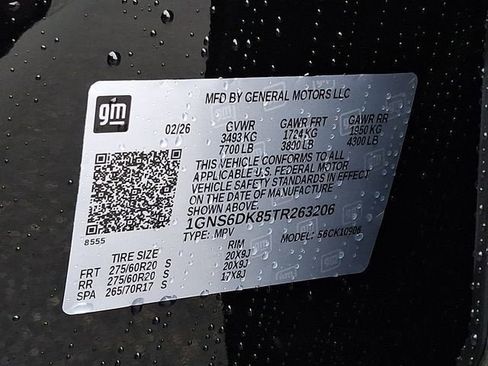 gm
MFD BY GENERAL MOTORS LLC
02/26 GVWR GAWR FRT GAWR RR
3493 KG 1724 KG 1950 KG
7700 LB 3800 LB 4300 LB
THIS VEHICLE CONFORMS TO ALL
APPLICABLE U.S. FEDERAL MOTOR
VEHICLE SAFETY STANDARDS IN EFFECT
ON THE DATE OF MANUFACTURE
1GNS6DK85TR263206
8555 TYPE: MPV MODEL: S6CK10906
TIRE SIZE RIM
FRT 275/60R20 S 20X9J
RR 275/60R20 S 20X9J
SPA 265/70R17 S 17X8J